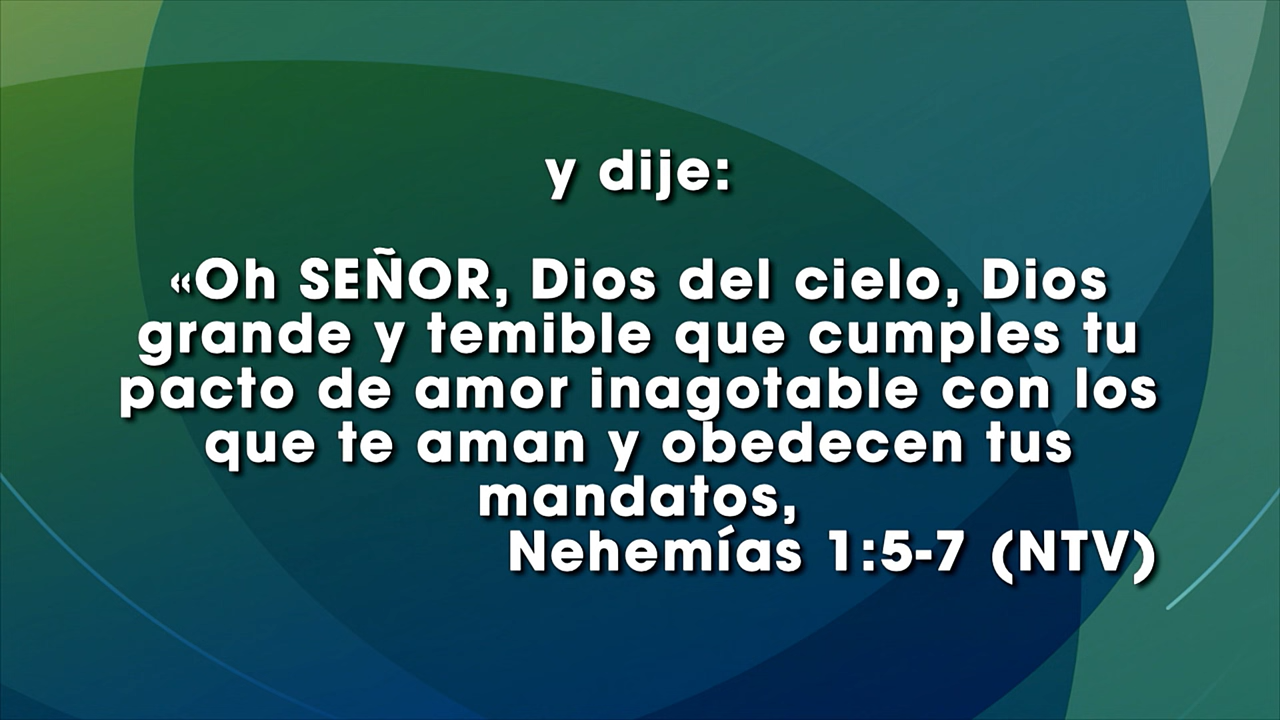 y dije:
«Oh SEÑOR, Dios del cielo, Dios
grande y temible que cumples tu
pacto de amor inagotable con los
que te aman y obedecen tus
mandatos,
Nehemías 1:5-7 (NTV)